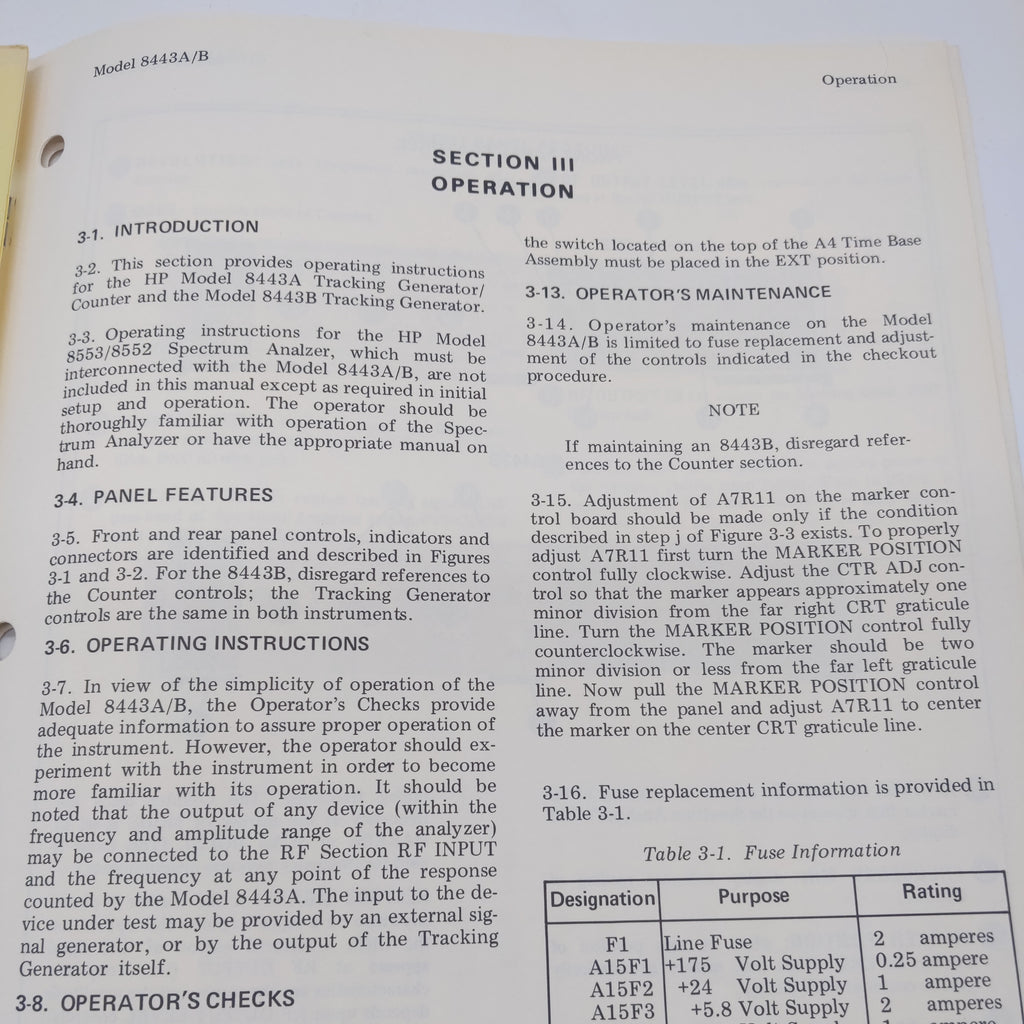 Model 8443A/B
Operation
SECTION III
OPERATION
3-1. INTRODUCTION
3-2. This section provides operating instructions
for the HP Model 8443A Tracking Generator/
Counter and the Model 8443B Tracking Generator.
3-3. Operating instructions for the HP Model
8553/8552 Spectrum Analzer, which must be
interconnected with the Model 8443A/B, are not
included in this manual except as required in initial
setup and operation. The operator should be
thoroughly familiar with operation of the Spec-
trum Analyzer or have the appropriate manual on
hand.
3-4. PANEL FEATURES
3-5. Front and rear panel controls, indicators and
connectors are identified and described in Figures
3-1 and 3-2. For the 8443B, disregard references to
the Counter controls; the Tracking Generator
controls are the same in both instruments.
3-6. OPERATING INSTRUCTIONS
3-7. In view of the simplicity of operation of the
Model 8443A/B, the Operator's Checks provide
adequate information to assure proper operation of
the instrument. However, the operator should ex-
periment with the instrument in order to become
more familiar with its operation. It should be
noted that the output of any device (within the
frequency and amplitude range of the analyzer)
may be connected to the RF Section RF INPUT
and the frequency at any point of the response
counted by the Model 8443A. The input to the de-
vice under test may be provided by an external sig-
nal generator, or by the output of the Tracking
Generator itself.
3-8. OPERATOR'S CHECKS
the switch located on the top of the A4 Time Base
Assembly must be placed in the EXT position.
3-13. OPERATOR'S MAINTENANCE
3-14. Operator's maintenance on the Model
8443A/B is limited to fuse replacement and adjust-
ment of the controls indicated in the checkout
procedure.
NOTE
If maintaining an 8443B, disregard refer-
ences to the Counter section.
3-15. Adjustment of A7R11 on the marker con-
trol board should be made only if the condition
described in step j of Figure 3-3 exists. To properly
adjust A7R11 first turn the MARKER POSITION
control fully clockwise. Adjust the CTR ADJ con-
trol so that the marker appears approximately one
minor division from the far right CRT graticule
line. Turn the MARKER POSITION control fully
counterclockwise. The marker should be two
minor division or less from the far left graticule
line. Now pull the MARKER POSITION control
away from the panel and adjust A7R11 to center
the marker on the center CRT graticule line.
3-16. Fuse replacement information is provided in
Table 3-1.
Table 3-1. Fuse Information
Designation Purpose Rating
F1 Line Fuse 2 amperes
A15F1 +175 Volt Supply 0.25 ampere
A15F2 +24 Volt Supply 1 ampere
A15F3 +5.8 Volt Supply 2 amperes